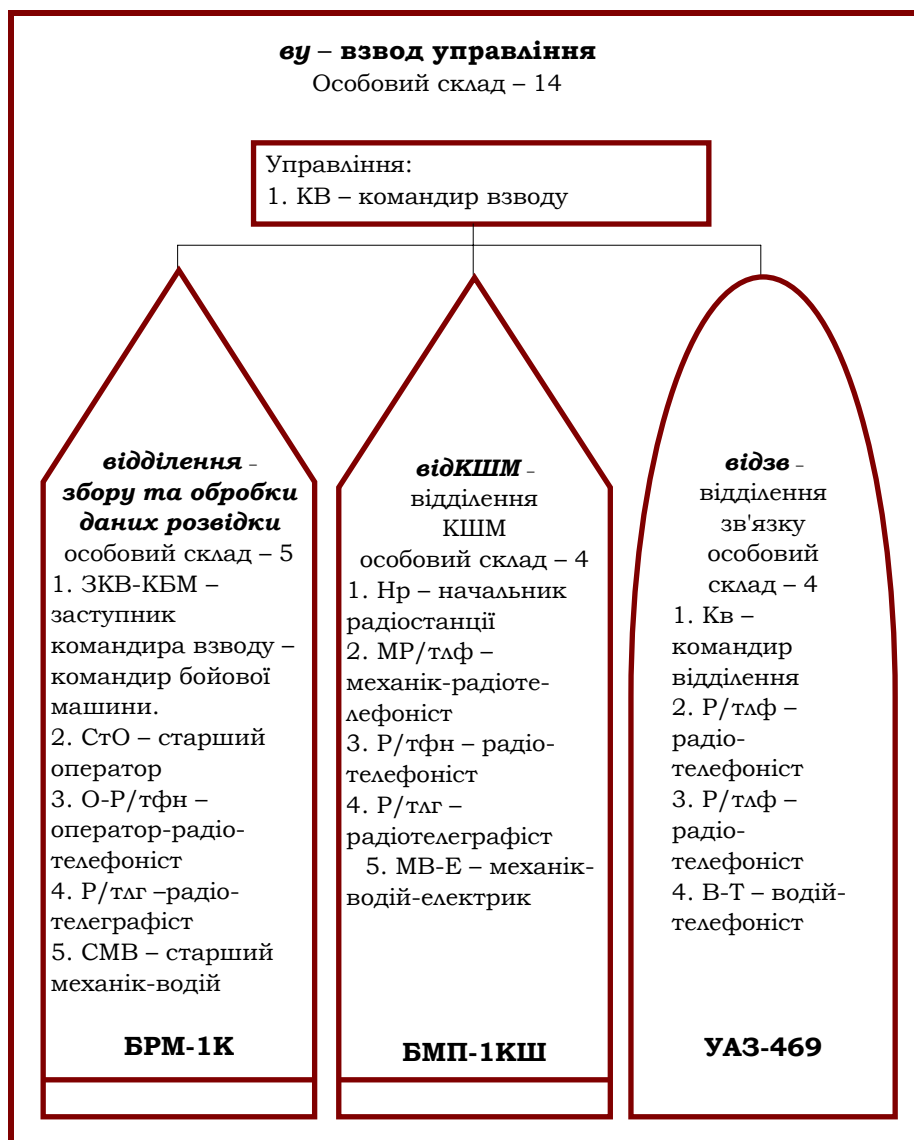 ву – взвод управління
Особовий склад – 14
Управління:
1. КВ – командир взводу
відділення –
збору та обробки
даних розвідки
особовий склад – 5
1. ЗКВ-КБМ –
заступник
командира взводу –
командир бойової
машини.
2. СтО – старший
оператор
3. О-Р/тфн –
оператор-радіо-
телефоніст
4. Р/тлг –радіо-
телеграфіст
5. СМВ – старший
механік-водій
БРМ-1К
відКШМ –
відділення
КШМ
особовий склад – 4
1. Нр – начальник
радіостанції
2. МР/тлф –
механік-радіоте-
лефоніст
3. Р/тфн – радіо-
телефоніст
4. Р/тлг –
радіотелеграфіст
5. МВ-Е – механік-
водій-електрик
БМП-1КШ
відзв –
відділення
зв'язку
особовий
склад – 4
1. Кв –
командир
відділення
2. Р/тлф –
радіо-
телефоніст
3. Р/тлф –
радіо-
телефоніст
4. В-Т – водій-
телефоніст
УАЗ-469